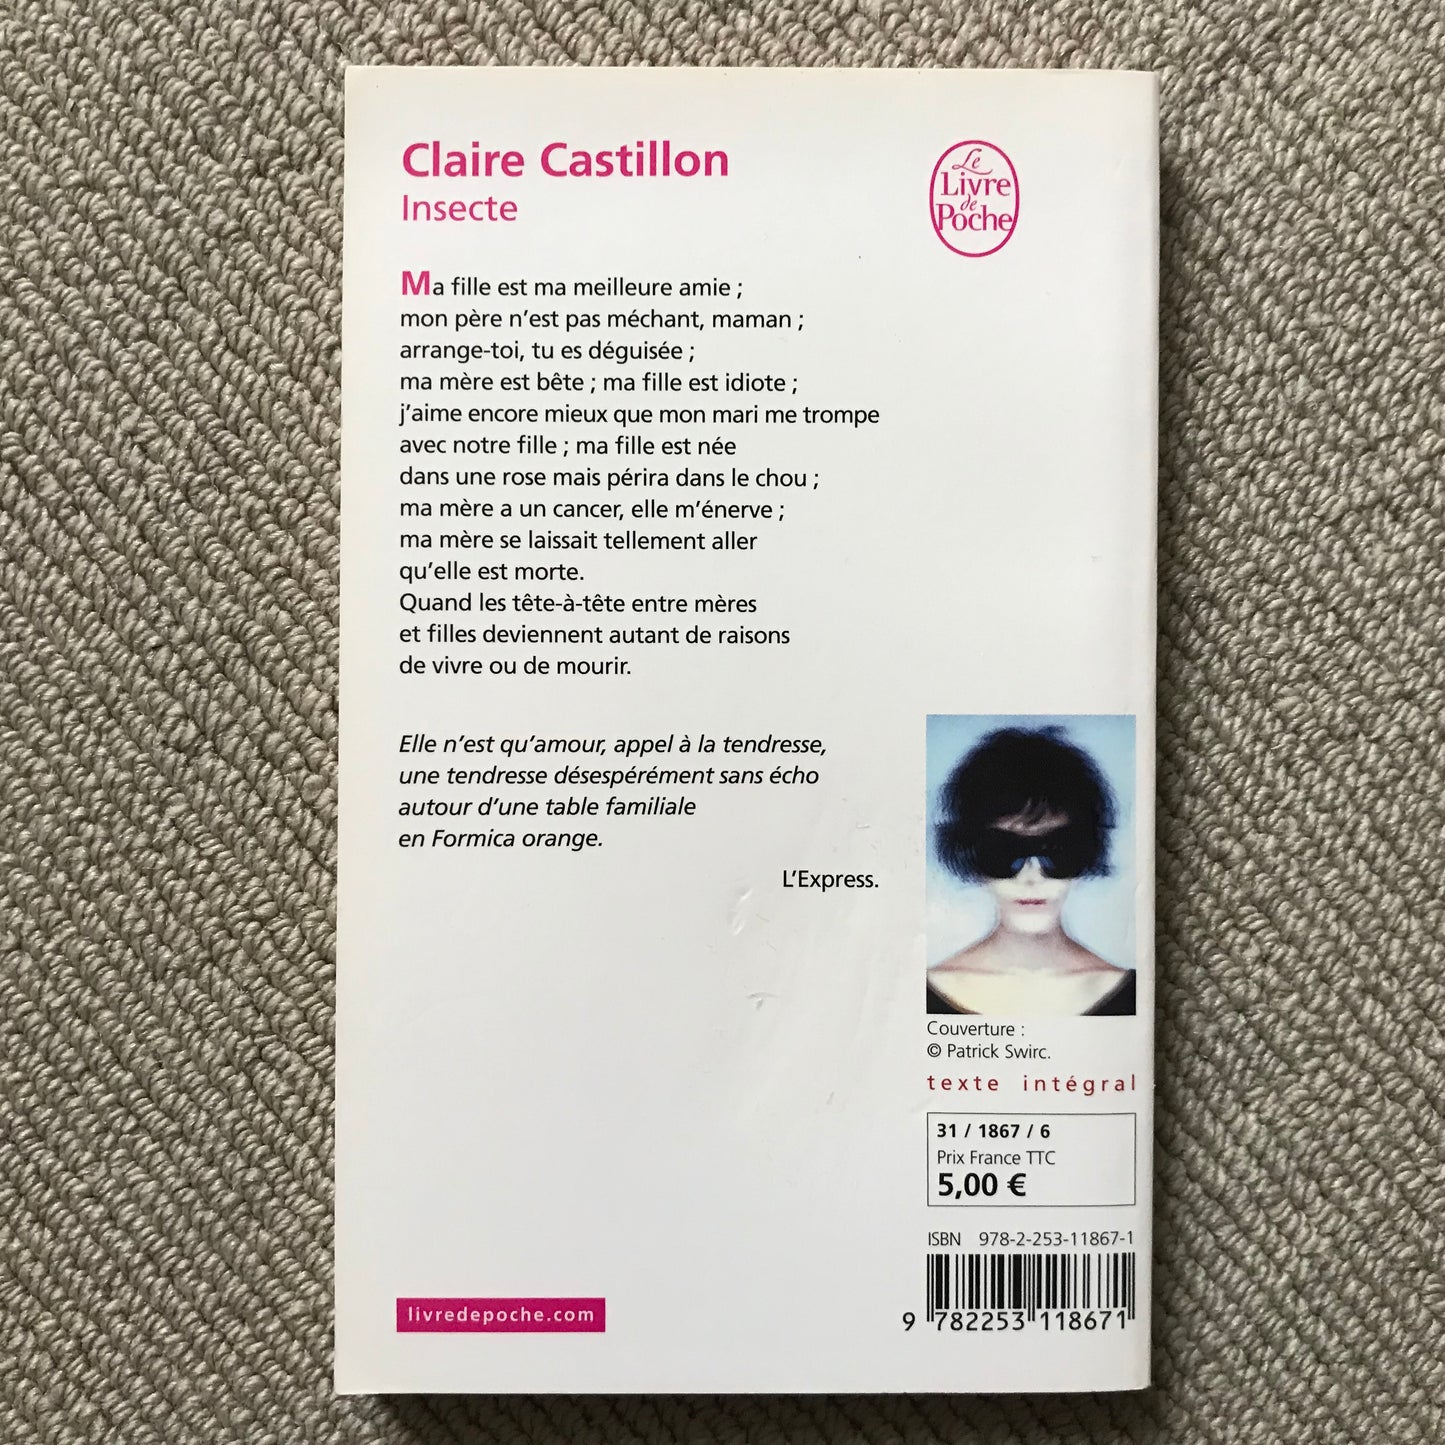 Claire Castillon
Insecte
Le
Livre
de
Poche
Ma fille est ma meilleure amie ;
mon père n'est pas méchant, maman ;
arrange-toi, tu es déguisée ;
ma mère est bête ; ma fille est idiote ;
j'aime encore mieux que mon mari me trompe
avec notre fille ; ma fille est née
dans une rose mais périra dans le chou ;
ma mère a un cancer, elle m'énerve ;
ma mère se laissait tellement aller
qu'elle est morte.
Quand les tête-à-tête entre mères
et filles deviennent autant de raisons
de vivre ou de mourir.
Elle n'est qu'amour, appel à la tendresse,
une tendresse désespérément sans écho
autour d'une table familiale
en Formica orange.
L'Express.
Couverture :
© Patrick Swirc.
texte intégral
31 / 1867 / 6
Prix France TTC
5,00 €
ISBN 978-2-253-11867-1
9 782253 118671
livredepoche.com